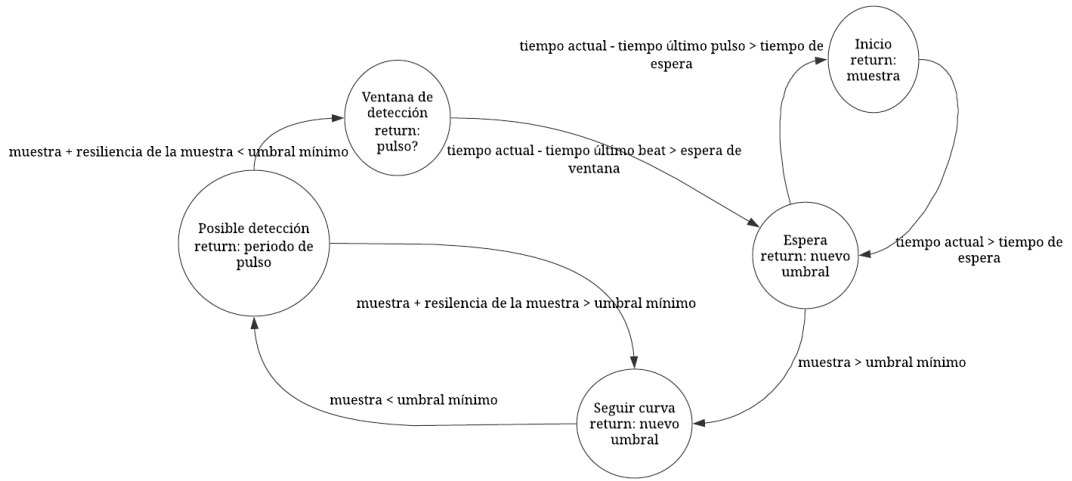 tiempo actual - tiempo último pulso > tiempo de
espera
Inicio
return:
muestra
Ventana de
detección
return:
pulso?
muestra + resiliencia de la muestra < umbral mínimo
tiempo actual - tiempo último beat > espera de
ventana
Posible detección
return: periodo de
pulso
Espera
return: nuevo
umbral
tiempo actual > tiempo de
espera
muestra + resilencia de la muestra > umbral mínimo
muestra > umbral mínimo
muestra < umbral mínimo
Seguir curva
return: nuevo
umbral